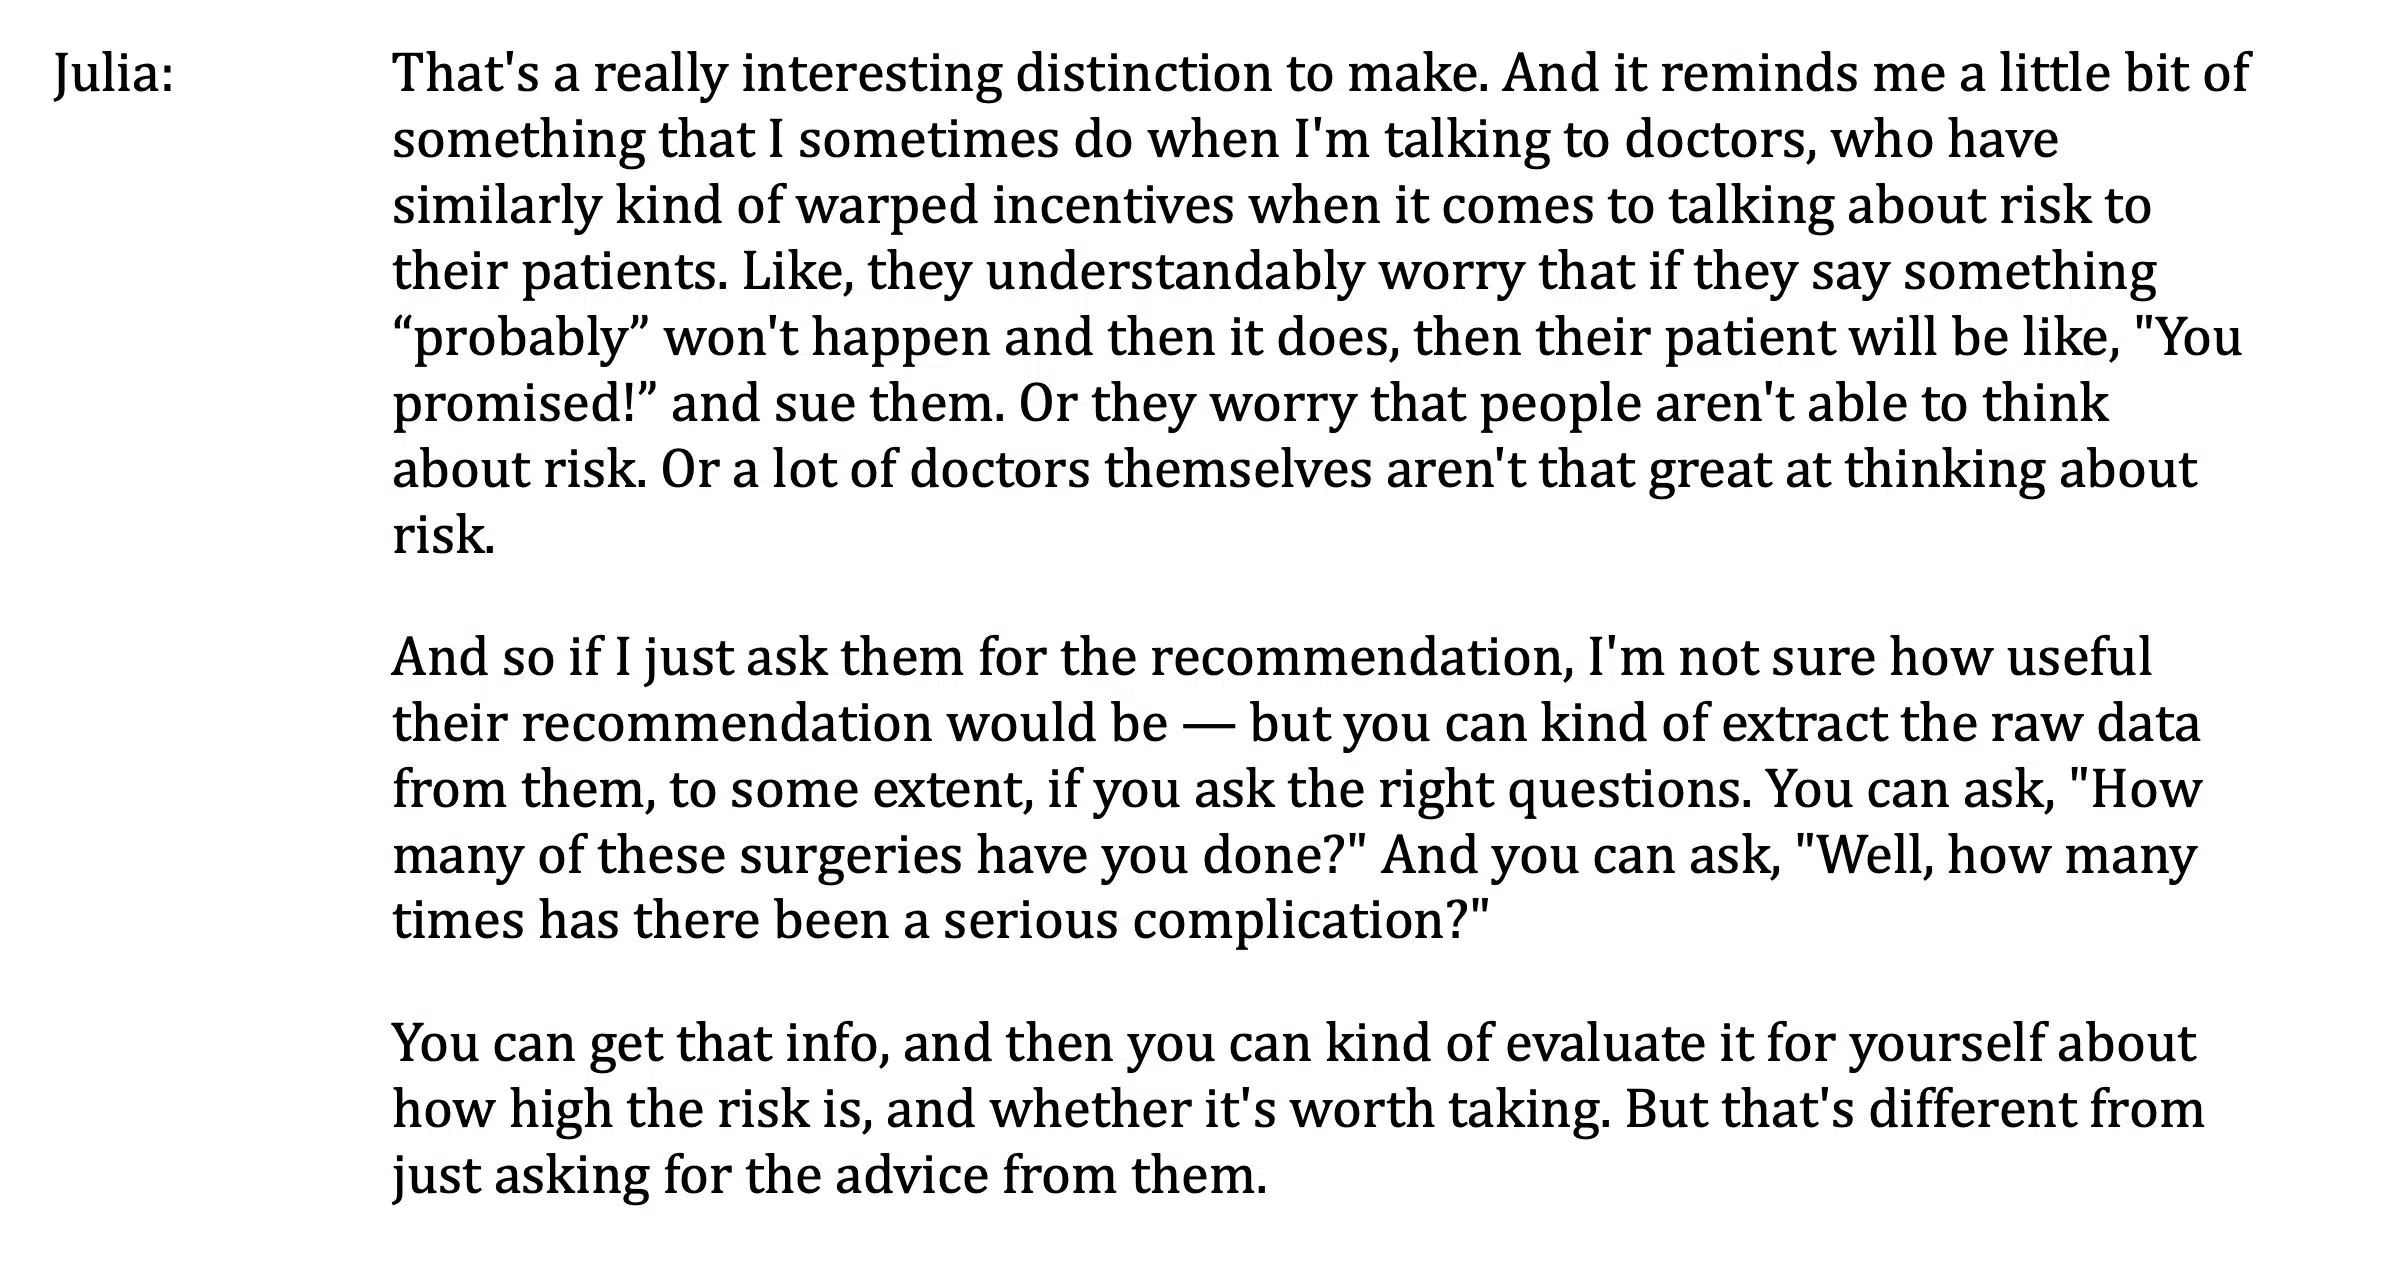 Julia: That's a really interesting distinction to make. And it reminds me a little bit of
something that I sometimes do when I'm talking to doctors, who have
similarly kind of warped incentives when it comes to talking about risk to
their patients. Like, they understandably worry that if they say something
“probably” won't happen and then it does, then their patient will be like, "You
promised!” and sue them. Or they worry that people aren't able to think
about risk. Or a lot of doctors themselves aren't that great at thinking about
risk.
And so if I just ask them for the recommendation, I'm not sure how useful
their recommendation would be — but you can kind of extract the raw data
from them, to some extent, if you ask the right questions. You can ask, "How
many of these surgeries have you done?" And you can ask, "Well, how many
times has there been a serious complication?"
You can get that info, and then you can kind of evaluate it for yourself about
how high the risk is, and whether it's worth taking. But that's different from
just asking for the advice from them.